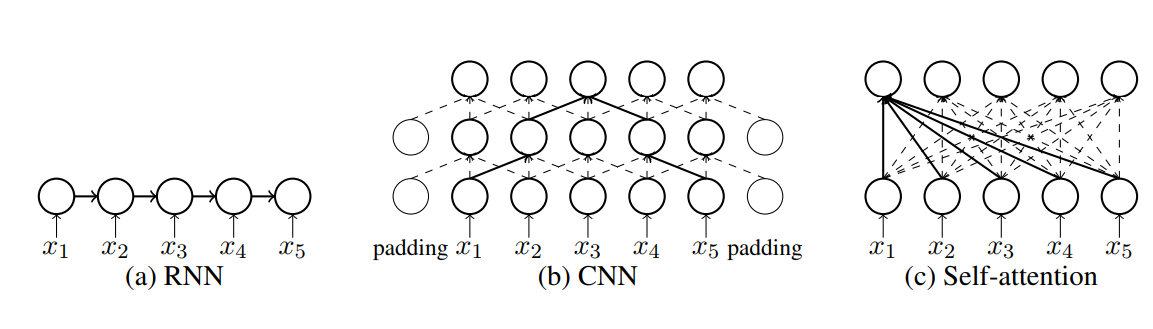 x₁ x₂ x₃ x₄ x₅
(a) RNN
padding x₁ x₂ x₃ x₄ x₅ padding
(b) CNN
x₁ x₂ x₃ x₄ x₅
(c) Self-attention